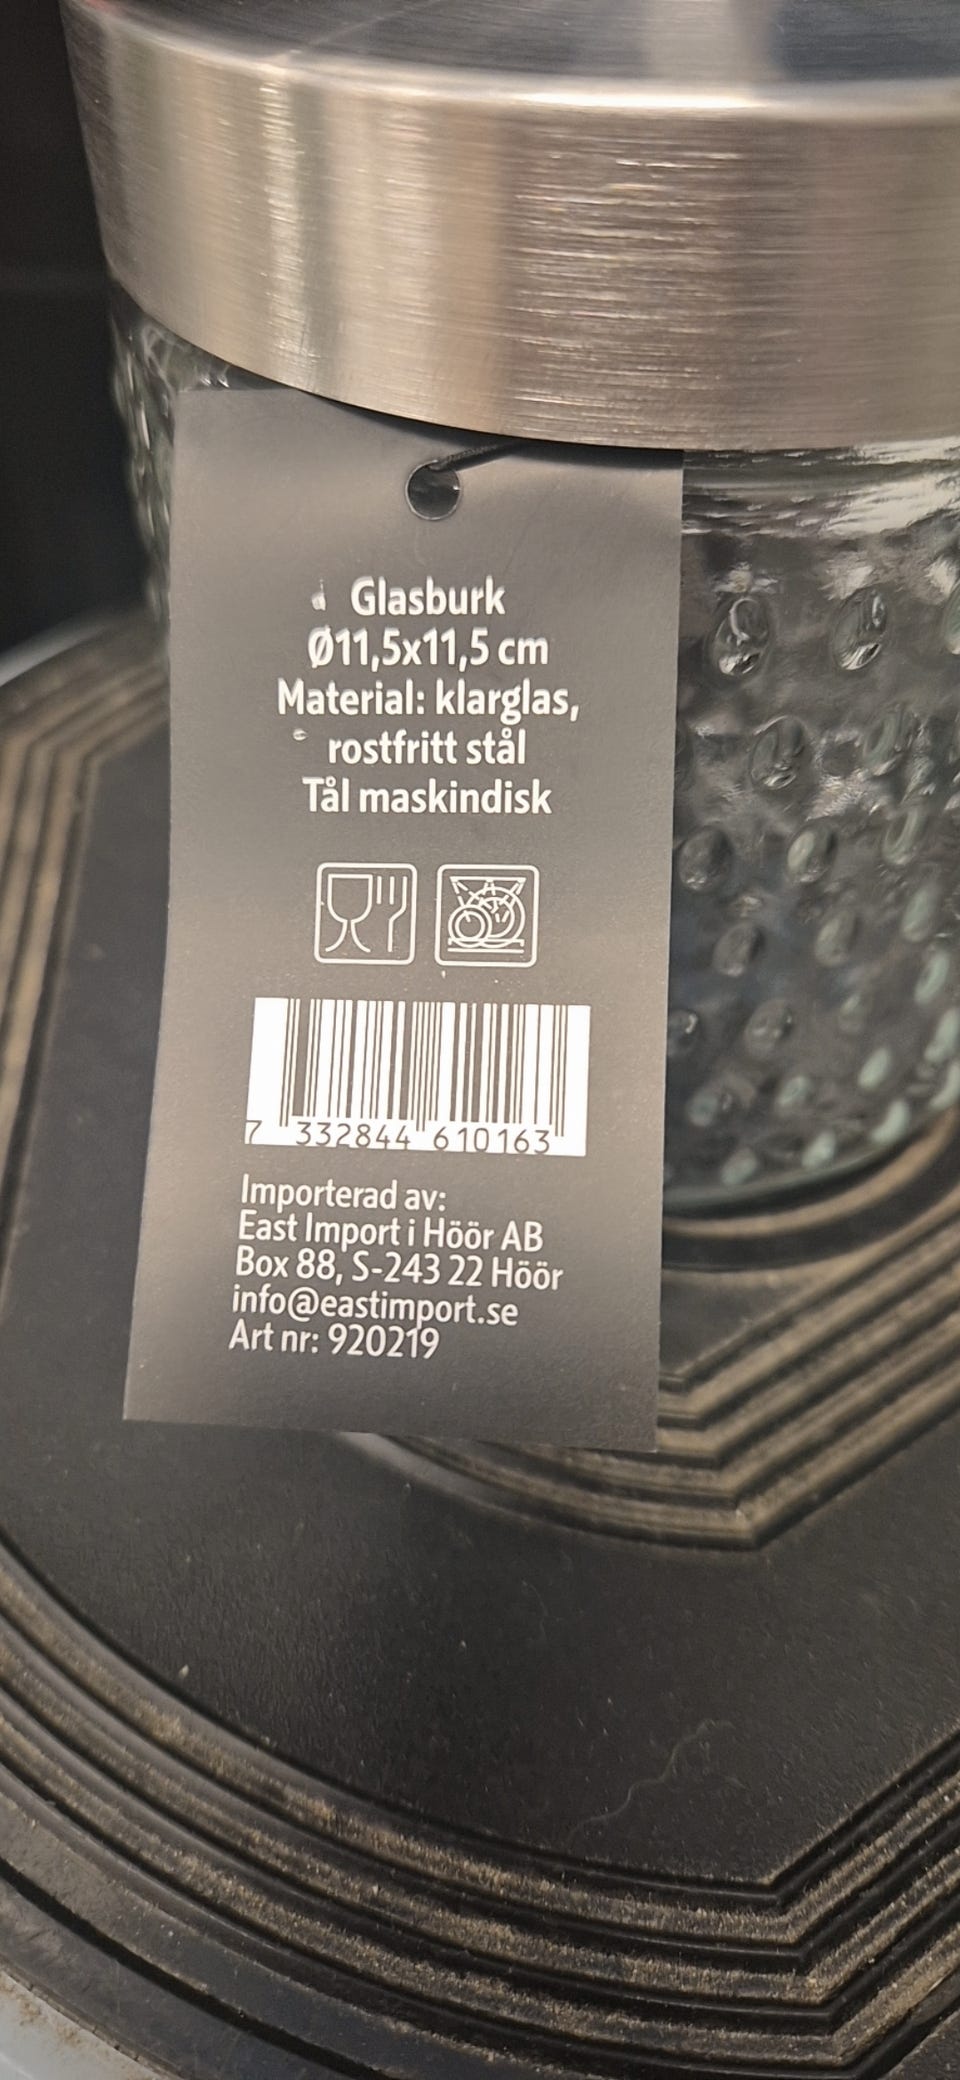 Glasburk
Ø11,5x11,5 cm
Material: klarglas,
rostfritt stål
Tål maskindisk
7 332844 610163
Importerad av:
East Import i Höör AB
Box 88, S-243 22 Höör
info@eastimport.se
Art nr: 920219